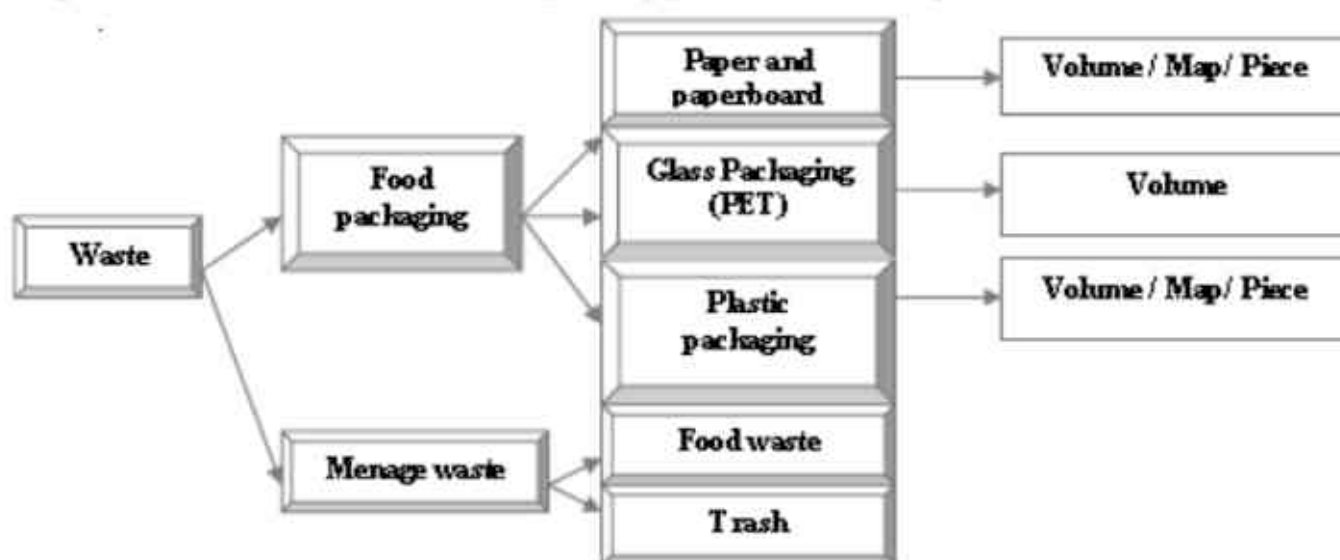 Paper and
paperboard
Volume / Map/ Piece
Food
packaging
Glass Packaging
(PET)
Volume
Waste
Plastic
packaging
Volume / Map/ Piece
Menage waste
Food waste
Trash